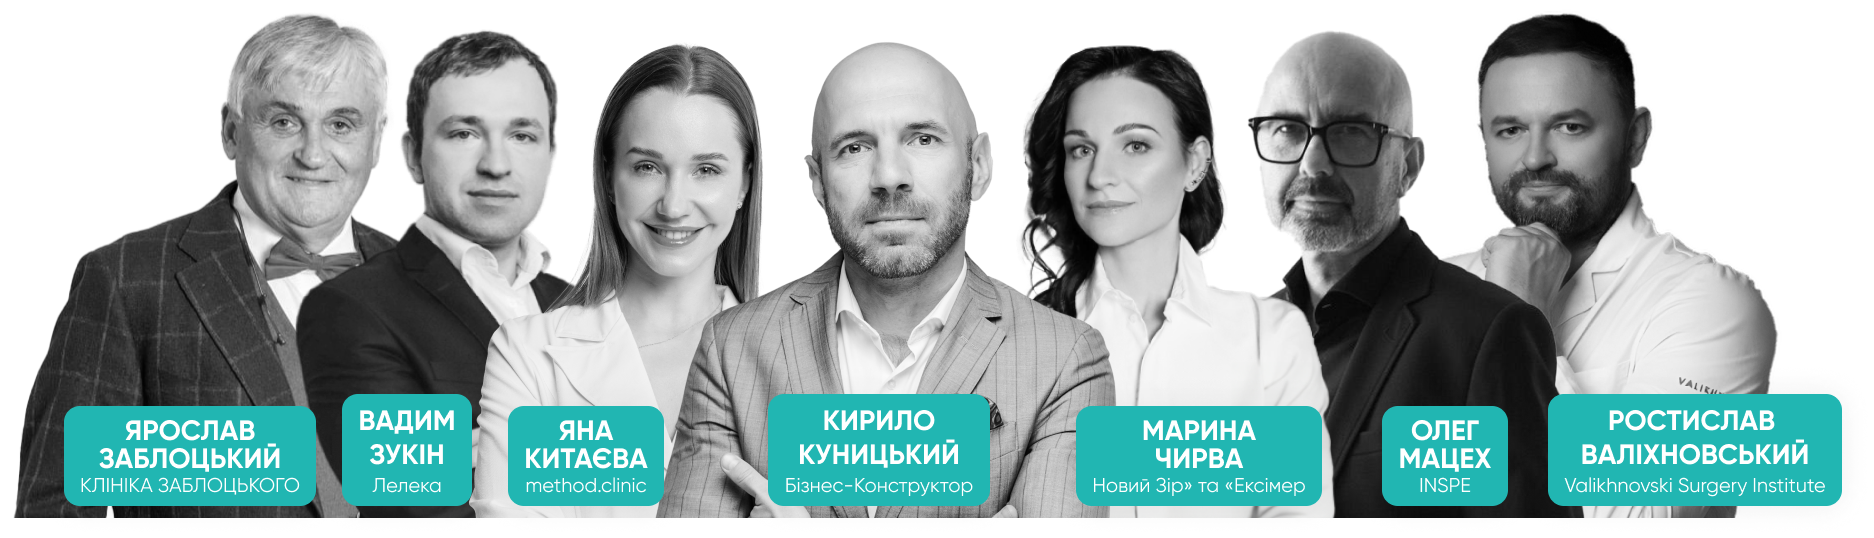 ЯРОСЛАВ
ЗАБЛОЦЬКИЙ
КЛІНІКА ЗАБЛОЦЬКОГО
ВАДИМ
ЗУКІН
Лелека
ЯНА
КИТАЄВА
method.clinic
КИРИЛО
КУНИЦЬКИЙ
Бізнес-Конструктор
МАРИНА
ЧИРВА
Новий Зір» та «Ексімер
ОЛЕГ
МАЦЕХ
INSPE
РОСТИСЛАВ
ВАЛІХНОВСЬКИЙ
Valikhnovski Surgery Institute